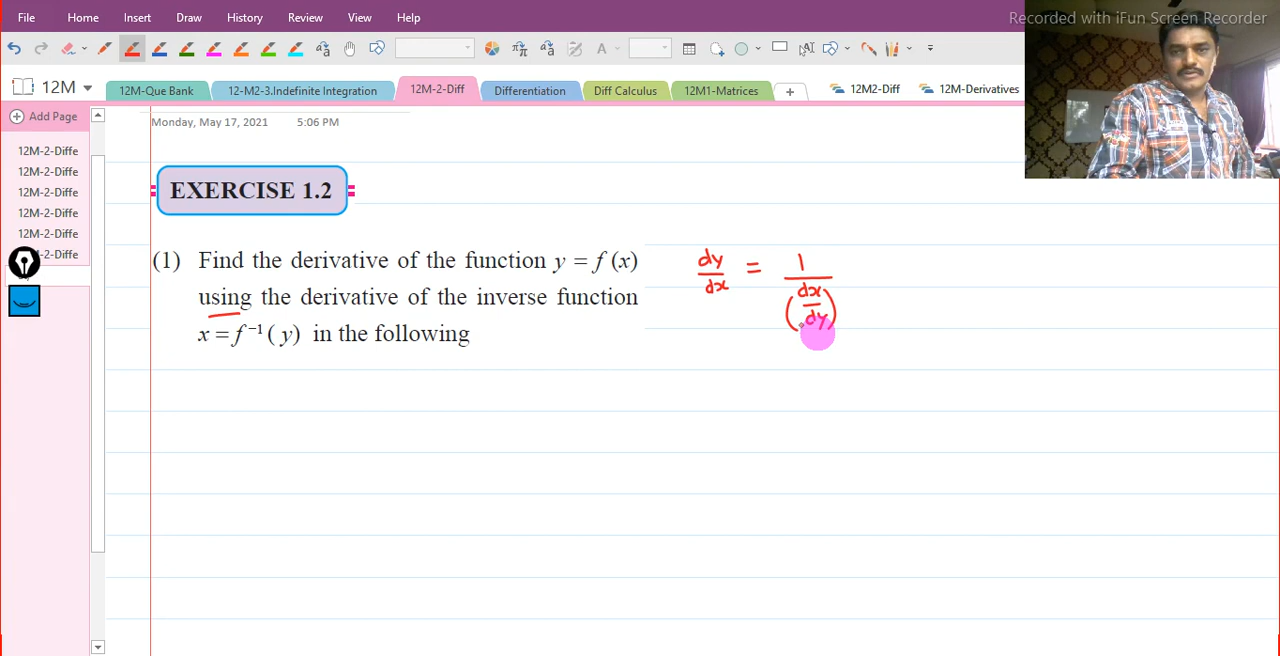 File Home Insert Draw History Review View Help
Recorded with iFun Screen Recorder
12M
12M-Que Bank 12-M2-3.Indefinite Integration 12M-2-Diff Differentiation Diff Calculus 12M1-Matrices 12M2-Diff 12M-Derivatives
Add Page
Monday, May 17, 2021 5:06 PM
12M-2-Diffe
12M-2-Diffe
12M-2-Diffe
12M-2-Diffe
12M-2-Diffe
2-Diffe
EXERCISE 1.2
(1) Find the derivative of the function y = f (x)
using the derivative of the inverse function
x = f⁻¹ ( y) in the following
dy/dx = 1/(dx/dy)